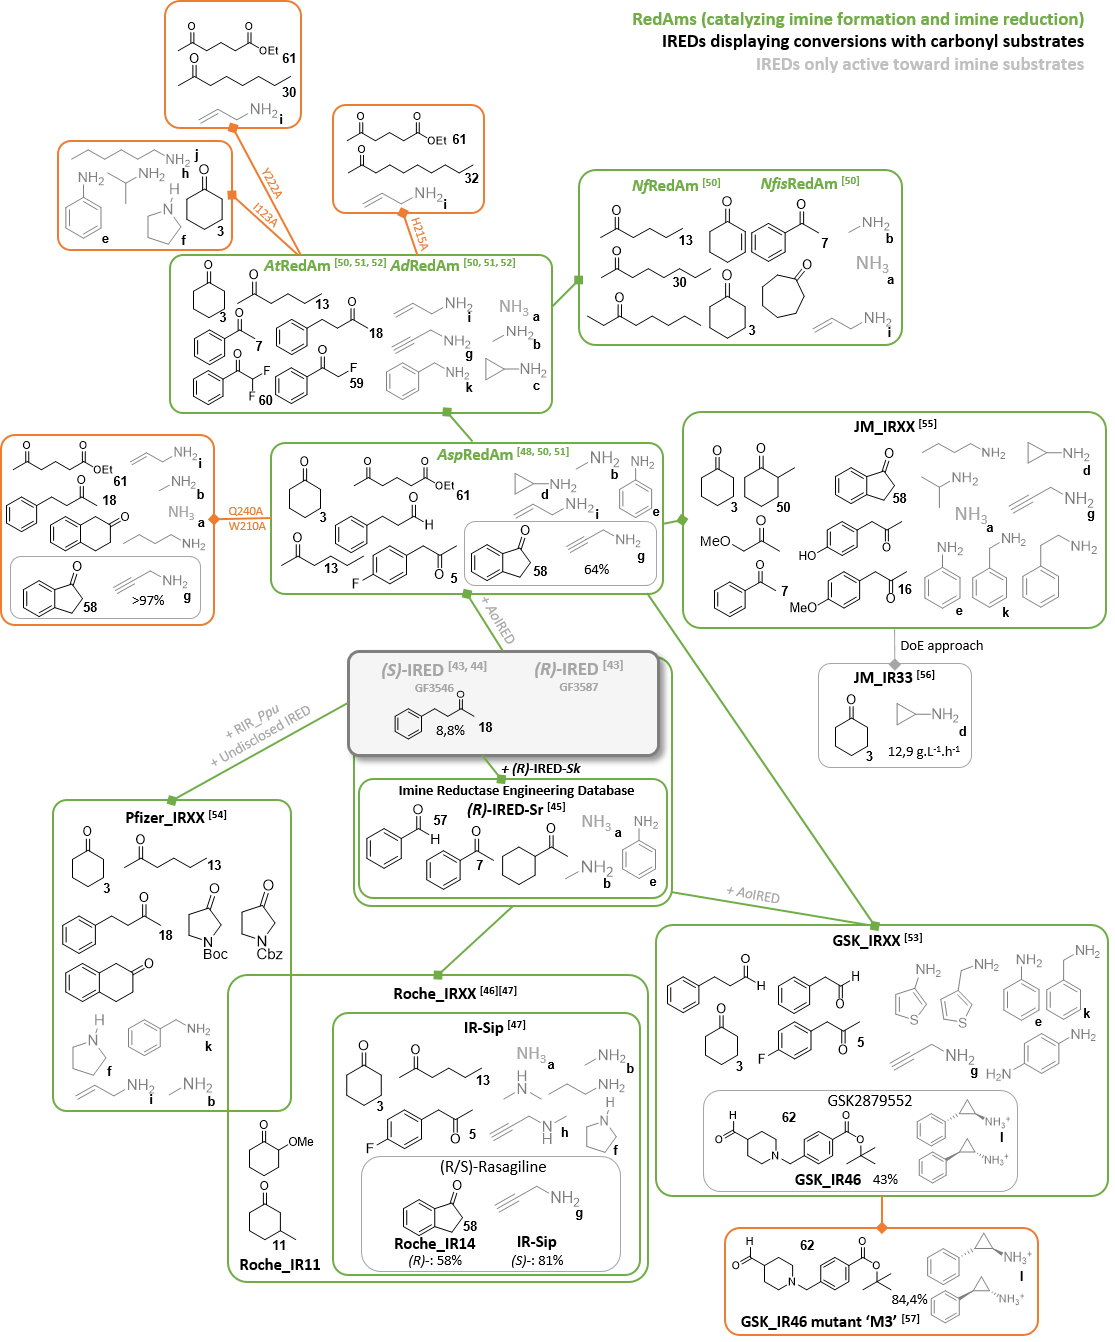 RedAms (catalyzing imine formation and imine reduction)
IREDs displaying conversions with carbonyl substrates
IREDs only active toward imine substrates
O
O
OEt
61
O
30
NH2
i
O
O
OEt
61
O
32
NH2
i
NH2
j
NH2
NH2
h
H
N
O
e
f
3
Y222A
I123A
H215A
AtRedAm [50, 51, 52]
AdRedAm [50, 51, 52]
O
3
O
13
NH2
i
NH3
a
O
7
O
18
NH2
g
NH2
b
O
F
F
60
O
F
59
NH2
k
NH2
c
NfRedAm [50]
NfisRedAm [50]
O
13
O
O
7
NH2
b
O
30
O
NH3
a
O
O
3
NH2
i
O
O
OEt
61
NH2
i
O
18
NH2
b
O
NH3
a
NH2
O
58
NH2
g
>97%
Q240A
W210A
AspRedAm [48, 50, 51]
O
3
O
O
OEt
61
NH2
b
NH2
e
NH2
d
NH2
i
O
H
O
13
F
O
5
O
58
NH2
g
64%
JM_IRXX [55]
O
3
O
50
O
58
NH2
NH2
d
NH2
NH2
g
MeO
O
HO
O
NH3
a
O
7
MeO
O
16
NH2
e
NH2
k
NH2
DoE approach
JM_IR33 [56]
O
3
NH2
d
12,9 g.L-1.h-1
+ AoIRED
(S)-IRED [43, 44]
GF3546
(R)-IRED [43]
GF3587
O
18
8,8%
+ RIR_Ppu
+ Undisclosed IRED
+ (R)-IRED-Sk
Imine Reductase Engineering Database
(R)-IRED-Sr [45]
O
H
57
O
7
O
NH3
a
NH2
e
NH2
b
+ AoIRED
Pfizer_IRXX [54]
O
3
O
13
O
18
O
N
Boc
O
N
Cbz
O
H
N
f
NH2
k
NH2
i
NH2
b
Roche_IRXX [46][47]
IR-Sip [47]
O
3
O
13
NH3
a
NH2
b
N
H
NH2
F
O
5
N
H
h
H
N
f
(R/S)-Rasagiline
O
58
NH2
g
Roche_IR14
(R)-: 58%
IR-Sip
(S)-: 81%
O
OMe
O
11
Roche_IR11
GSK_IRXX [53]
O
H
H
O
NH2
S
NH2
S
NH2
e
NH2
k
O
3
F
O
5
NH2
g
NH2
H2N
GSK2879552
H
O
N
62
O
O
NH3+
l
NH3+
GSK_IR46
43%
H
O
N
62
O
O
NH3+
l
NH3+
84,4%
GSK_IR46 mutant ‘M3’ [57]